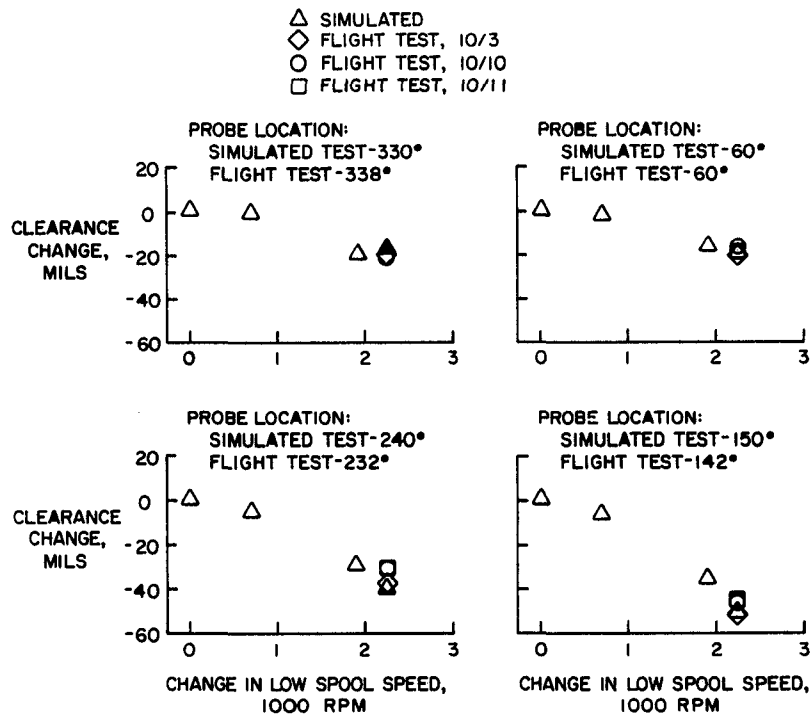 SIMULATED
FLIGHT TEST, 10/3
FLIGHT TEST, 10/10
FLIGHT TEST, 10/11
PROBE LOCATION:
SIMULATED TEST-330°
FLIGHT TEST-338°
PROBE LOCATION:
SIMULATED TEST-60°
FLIGHT TEST-60°
CLEARANCE
CHANGE,
MILS
20
0
-20
-40
-60
0 1 2 3
0 1 2 3
PROBE LOCATION:
SIMULATED TEST-240°
FLIGHT TEST-232°
PROBE LOCATION:
SIMULATED TEST-150°
FLIGHT TEST-142°
CLEARANCE
CHANGE,
MILS
20
0
-20
-40
-60
0 1 2 3
0 1 2 3
CHANGE IN LOW SPOOL SPEED,
1000 RPM
CHANGE IN LOW SPOOL SPEED,
1000 RPM